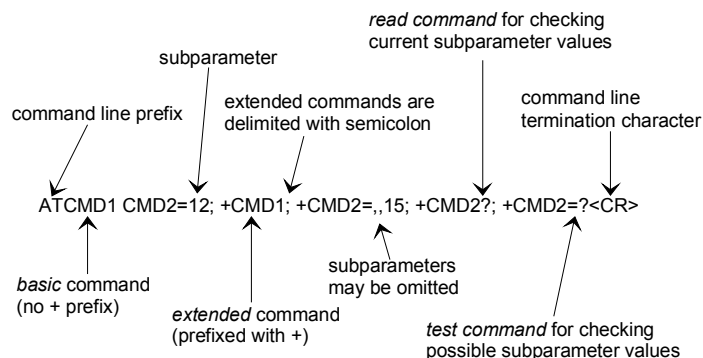 read command for checking
current subparameter values
subparameter
extended commands are
delimited with semicolon
command line
termination character
command line prefix
ATCMD1 CMD2=12; +CMD1; +CMD2=,,15; +CMD2?; +CMD2=?<CR>
basic command
(no + prefix)
extended command
(prefixed with +)
subparameters
may be omitted
test command for checking
possible subparameter values